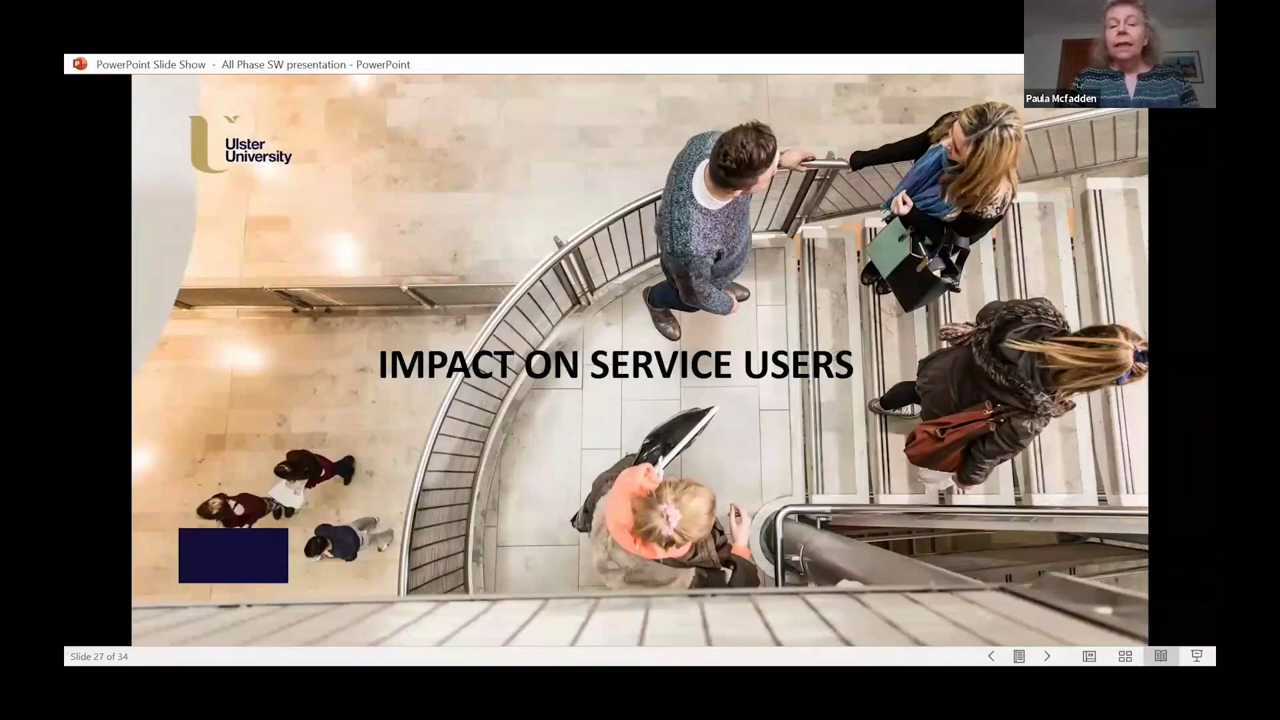 PowerPoint Slide Show - All Phase SW presentation - PowerPoint
Paula Mcfadden
Ulster
University
IMPACT ON SERVICE USERS
Slide 27 of 34